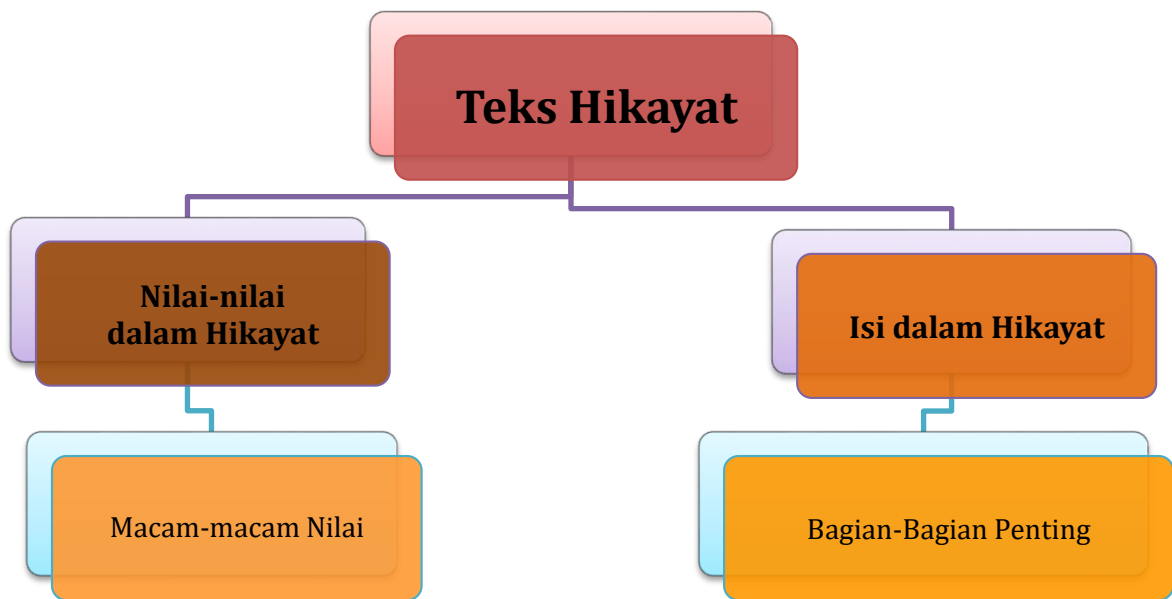 Teks Hikayat
Nilai-nilai
dalam Hikayat
Isi dalam Hikayat
Macam-macam Nilai
Bagian-Bagian Penting